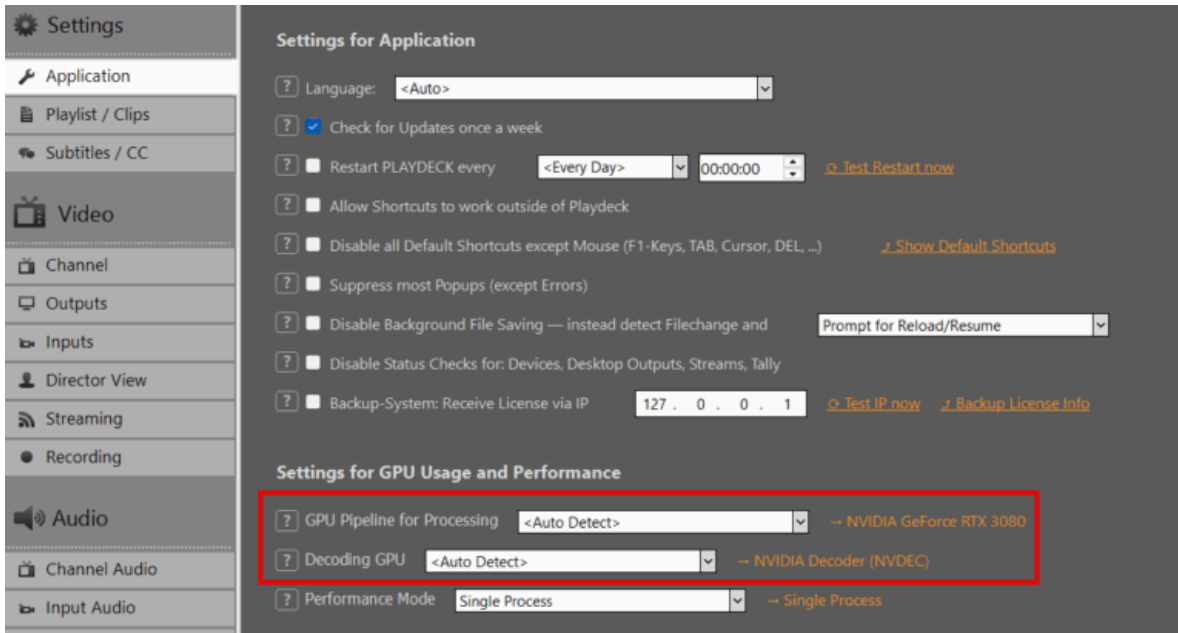 Settings
Application
Playlist / Clips
Subtitles / CC
Video
Channel
Outputs
Inputs
Director View
Streaming
Recording
Audio
Channel Audio
Input Audio
Settings for Application
? Language: <Auto>
? Check for Updates once a week
? Restart PLAYDECK every <Every Day> 00:00:00 Test Restart now
? Allow Shortcuts to work outside of Playdeck
? Disable all Default Shortcuts except Mouse (F1-Keys, TAB, Cursor, DEL, ...) Show Default Shortcuts
? Suppress most Popups (except Errors)
? Disable Background File Saving — instead detect Filechange and Prompt for Reload/Resume
? Disable Status Checks for: Devices, Desktop Outputs, Streams, Tally
? Backup-System: Receive License via IP 127 . 0 . 0 . 1 Test IP now Backup License Info
Settings for GPU Usage and Performance
? GPU Pipeline for Processing <Auto Detect> → NVIDIA GeForce RTX 3080
? Decoding GPU <Auto Detect> → NVIDIA Decoder (NVDEC)
? Performance Mode Single Process → Single Process